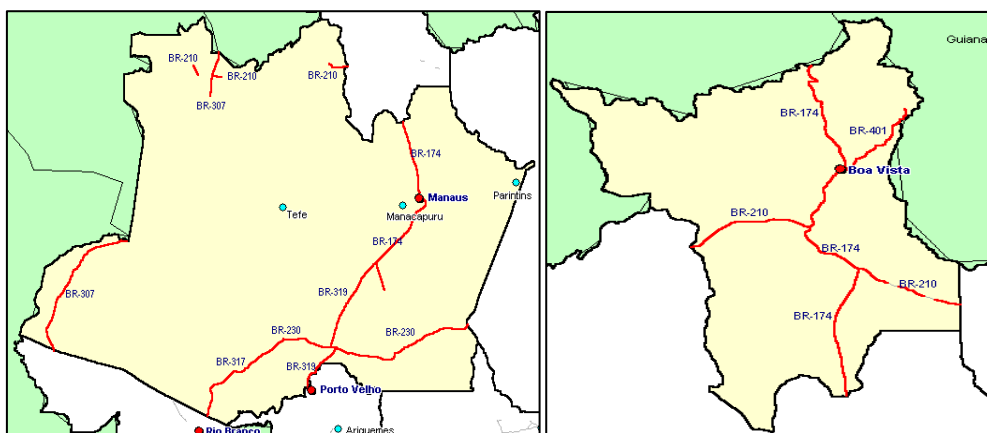 BR-210
BR-210
BR-210
BR-307
BR-174
Manaus
Parintins
Tefe
Manacapuru
BR-174
BR-307
BR-319
BR-230
BR-230
BR-317
BR-319
Porto Velho
Rio Branco
Ariquemes
Guiana
BR-174
BR-401
Boa Vista
BR-210
BR-174
BR-210
BR-174